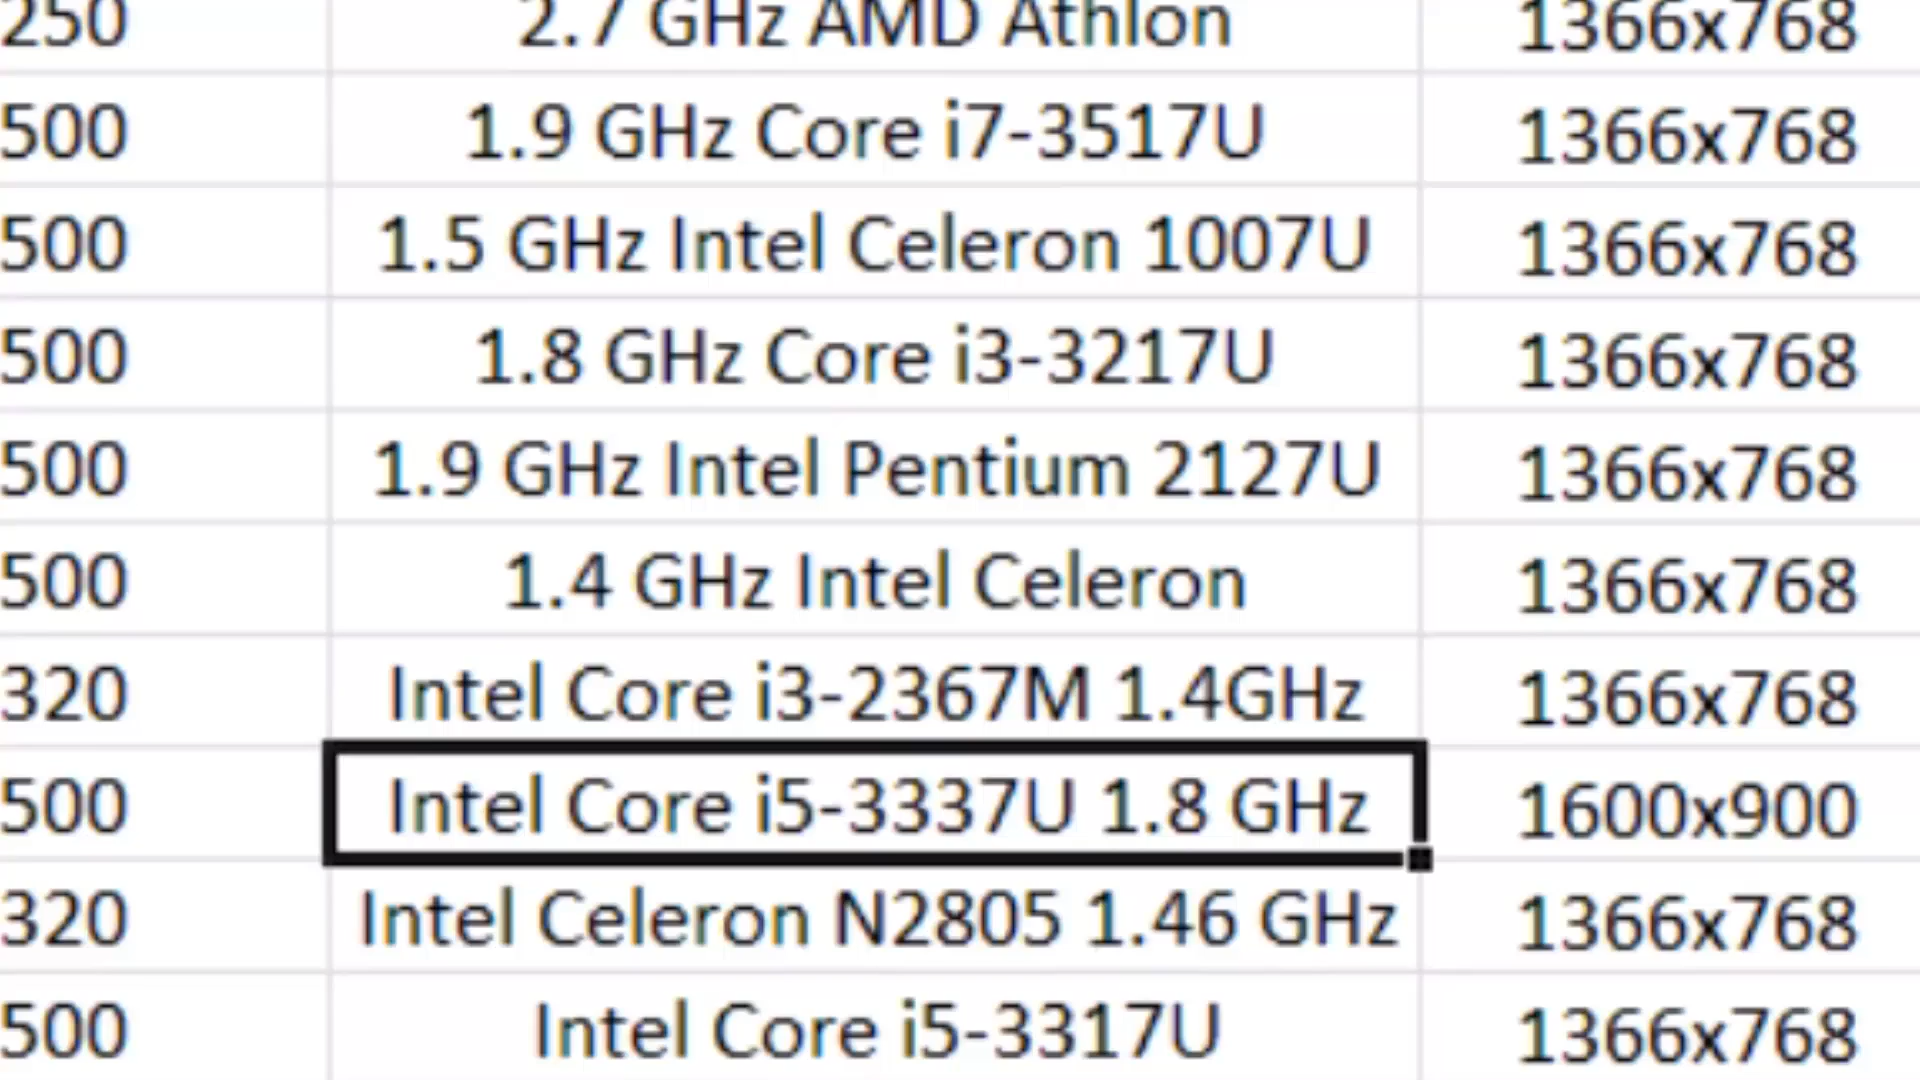 250 2.7 GHz AMD Athlon 1366x768
500 1.9 GHz Core i7-3517U 1366x768
500 1.5 GHz Intel Celeron 1007U 1366x768
500 1.8 GHz Core i3-3217U 1366x768
500 1.9 GHz Intel Pentium 2127U 1366x768
500 1.4 GHz Intel Celeron 1366x768
320 Intel Core i3-2367M 1.4GHz 1366x768
500 Intel Core i5-3337U 1.8 GHz 1600x900
320 Intel Celeron N2805 1.46 GHz 1366x768
500 Intel Core i5-3317U 1366x768